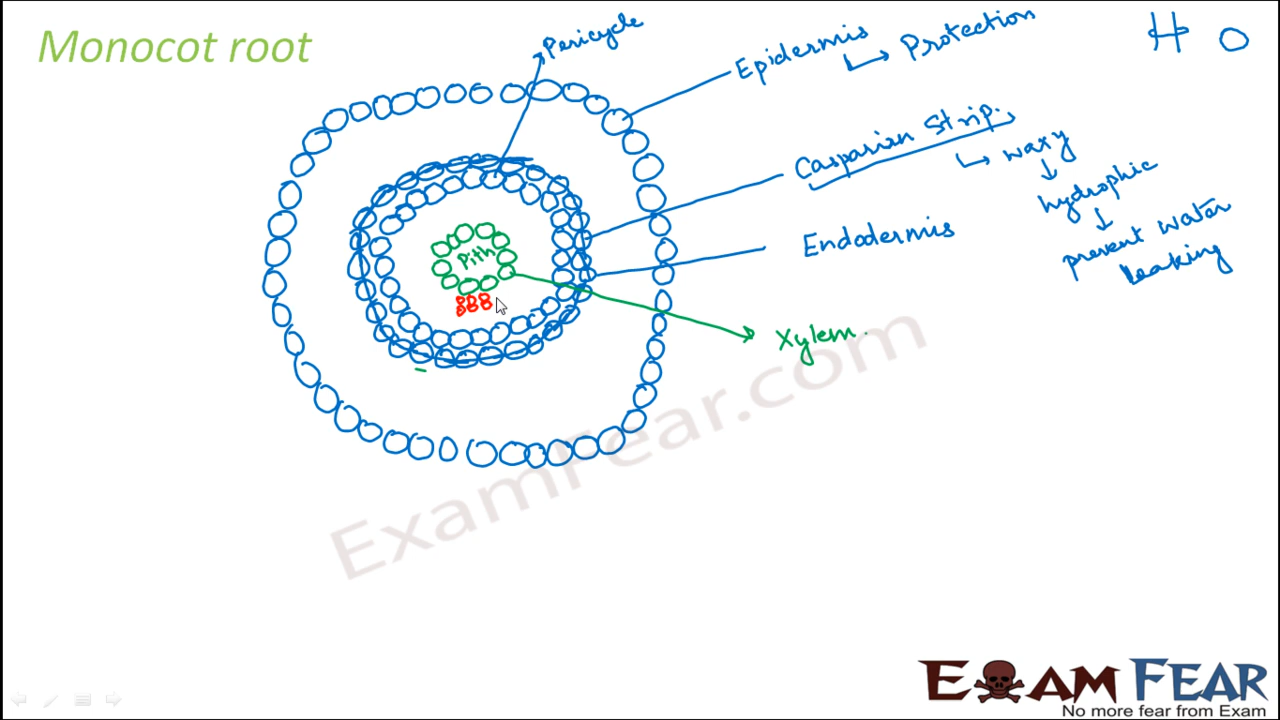 Monocot root
Pericycle
Epidermis
Protection
H O
Casparian Strip.
waxy
hydrophic
prevent water
leaking
Endodermis
Pith
Xylem.
ExamFear.com
EXAM FEAR
No more fear from Exam